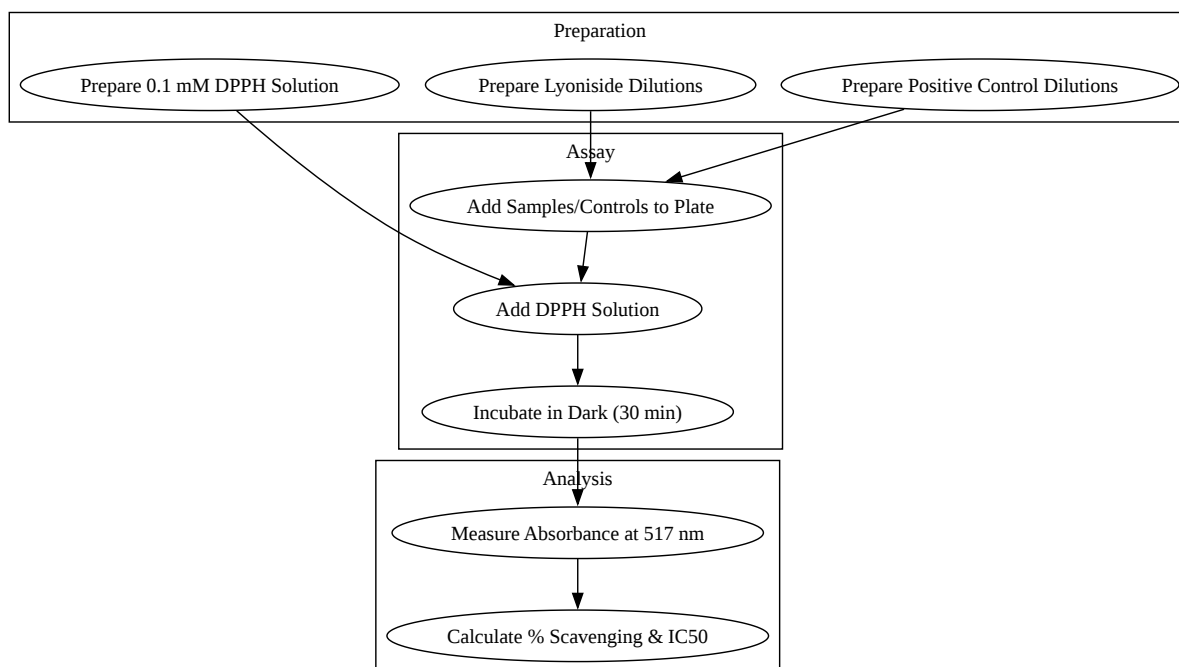 Preparation
Prepare 0.1 mM DPPH Solution
Prepare Lyoniside Dilutions
Prepare Positive Control Dilutions
Assay
Add Samples/Controls to Plate
Add DPPH Solution
Incubate in Dark (30 min)
Analysis
Measure Absorbance at 517 nm
Calculate % Scavenging & IC50